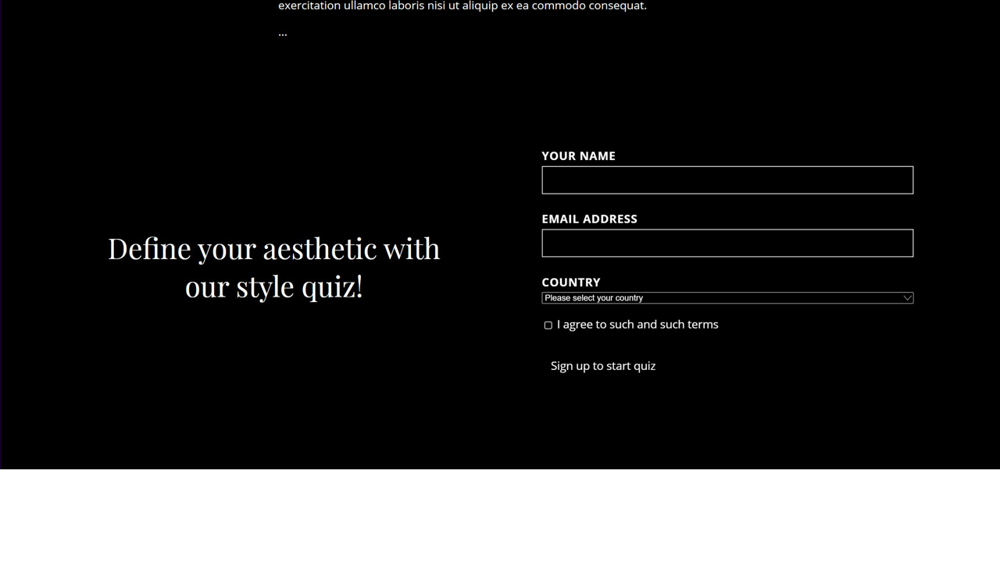 exercitation ullamco laboris nisi ut aliquip ex ea commodo consequat.
...
Define your aesthetic with
our style quiz!
YOUR NAME
EMAIL ADDRESS
COUNTRY
Please select your country
I agree to such and such terms
Sign up to start quiz